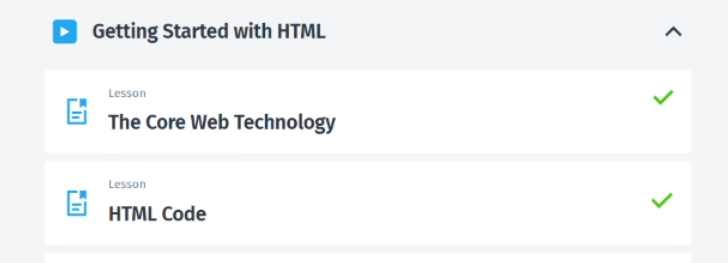 Getting Started with HTML
Lesson
The Core Web Technology
Lesson
HTML Code